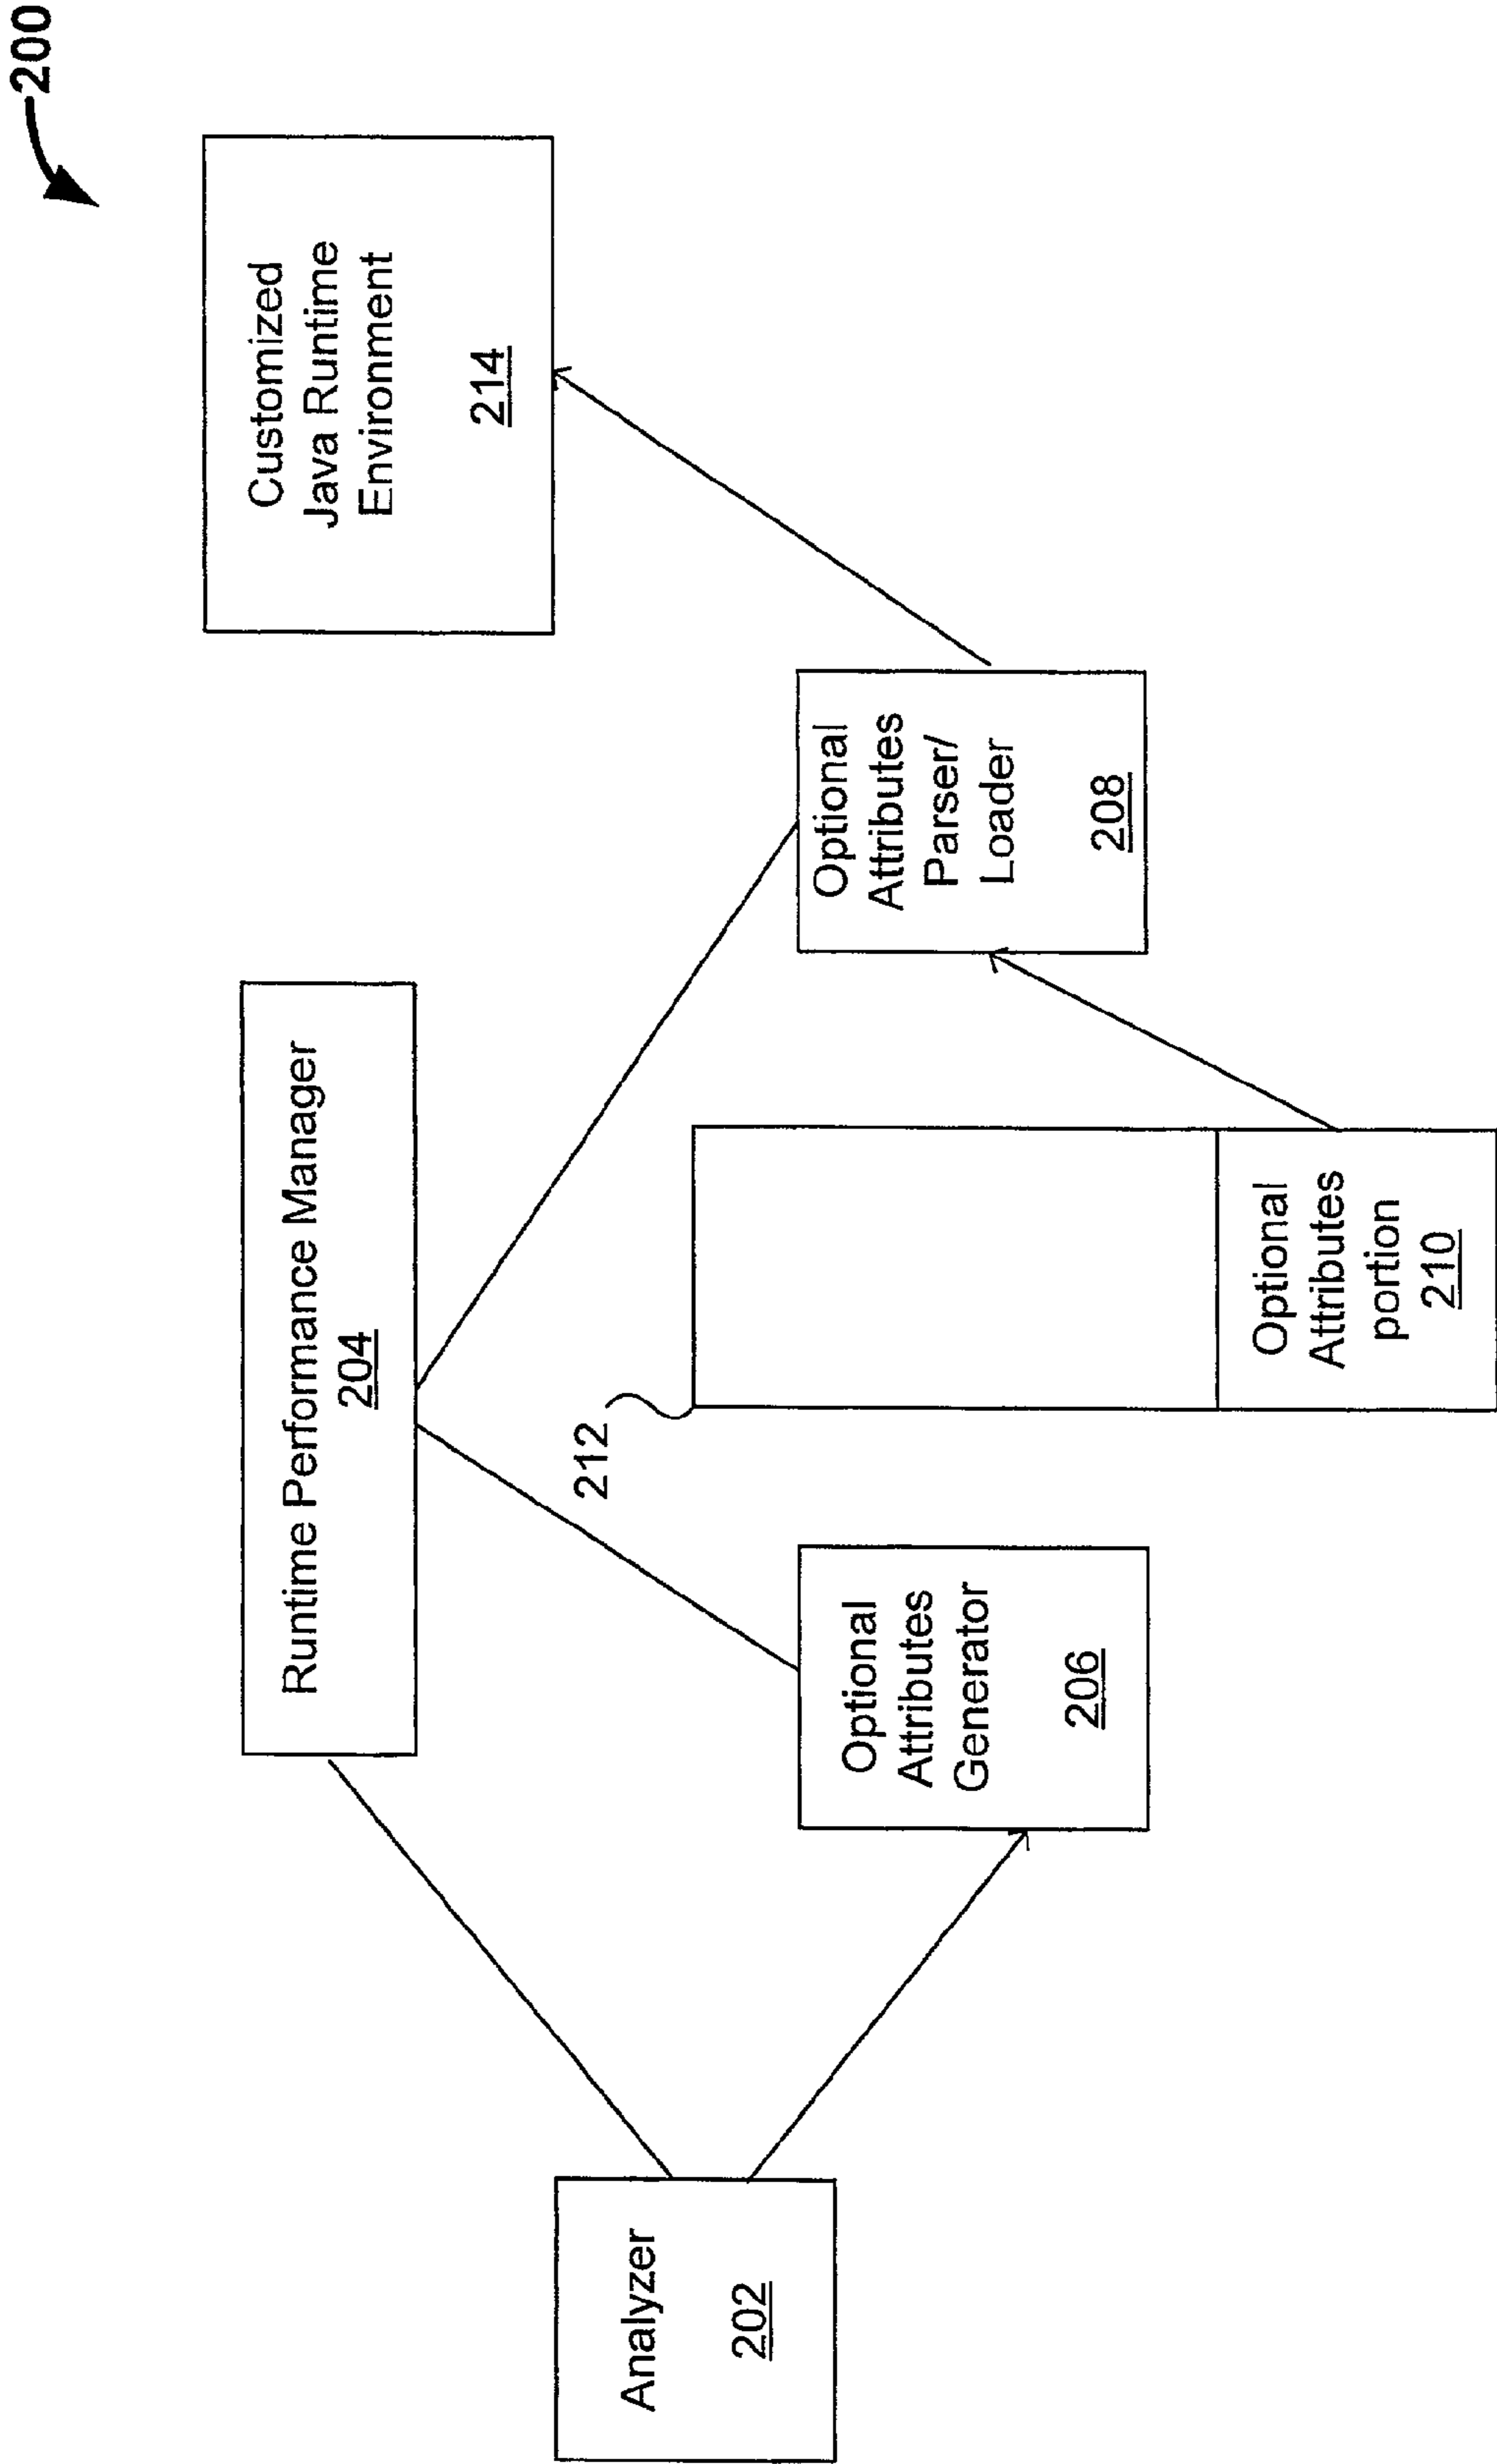 200
Runtime Performance Manager
204
Customized
Java Runtime
Environment
214
Analyzer
202
212
Optional
Attributes
Generator
206
Optional
Attributes
Parser/
Loader
208
Optional
Attributes
portion
210